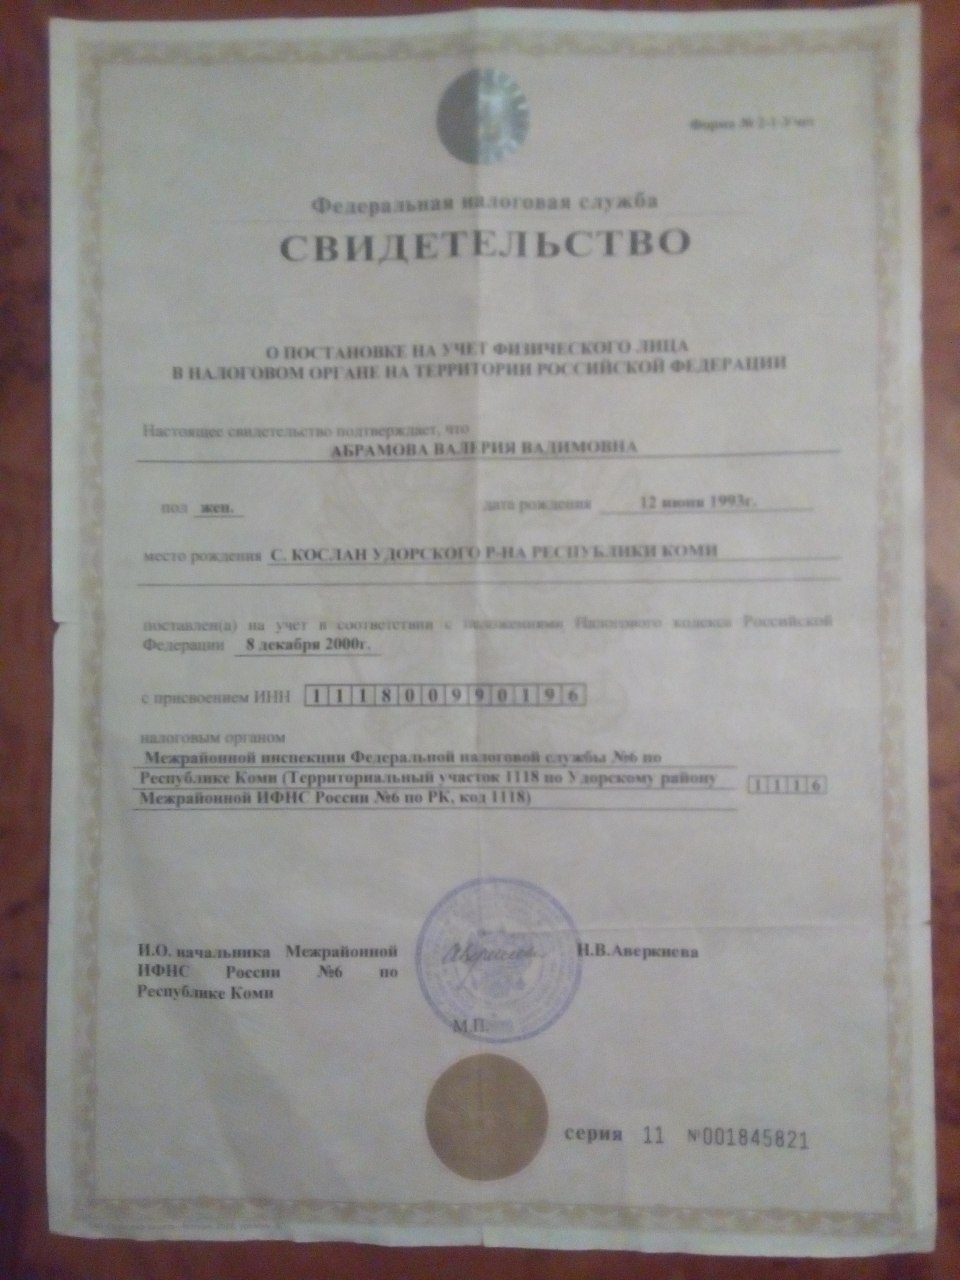 Форма № 2-1-Учет
Федеральная налоговая служба
СВИДЕТЕЛЬСТВО
О ПОСТАНОВКЕ НА УЧЕТ ФИЗИЧЕСКОГО ЛИЦА
В НАЛОГОВОМ ОРГАНЕ НА ТЕРРИТОРИИ РОССИЙСКОЙ ФЕДЕРАЦИИ
Настоящее свидетельство подтверждает, что
АБРАМОВА ВАЛЕРИЯ ВАДИМОВНА
пол жен. дата рождения 12 июня 1993г.
место рождения С. КОСЛАН УДОРСКОГО Р-НА РЕСПУБЛИКИ КОМИ
поставлен(а) на учет в соответствии с положениями Налогового кодекса Российской
Федерации 8 декабря 2000г.
с присвоением ИНН 111800990196
налоговым органом
Межрайонной инспекции Федеральной налоговой службы №6 по
Республике Коми (Территориальный участок 1118 по Удорскому району
Межрайонной ИФНС России №6 по РК, код 1118) 1116
И.О. начальника Межрайонной Н.В.Аверкиева
ИФНС России №6 по
Республике Коми
М.П.
серия 11 №001845821